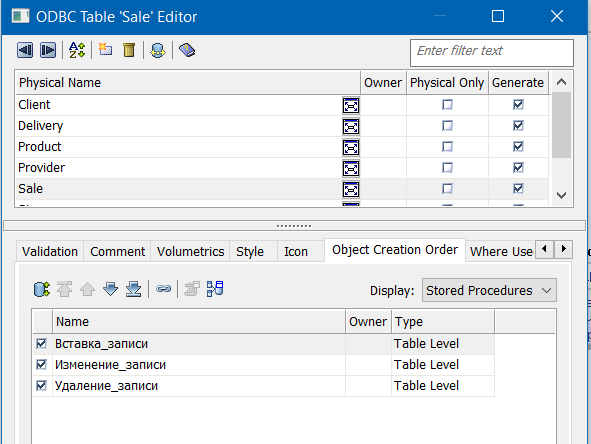 ODBC Table 'Sale' Editor
Enter filter text
Physical Name Owner Physical Only Generate
Client
Delivery
Product
Provider
Sale
Validation Comment Volumetrics Style Icon Object Creation Order Where Use
Display: Stored Procedures
Name Owner Type
Вставка_записи Table Level
Изменение_записи Table Level
Удаление_записи Table Level